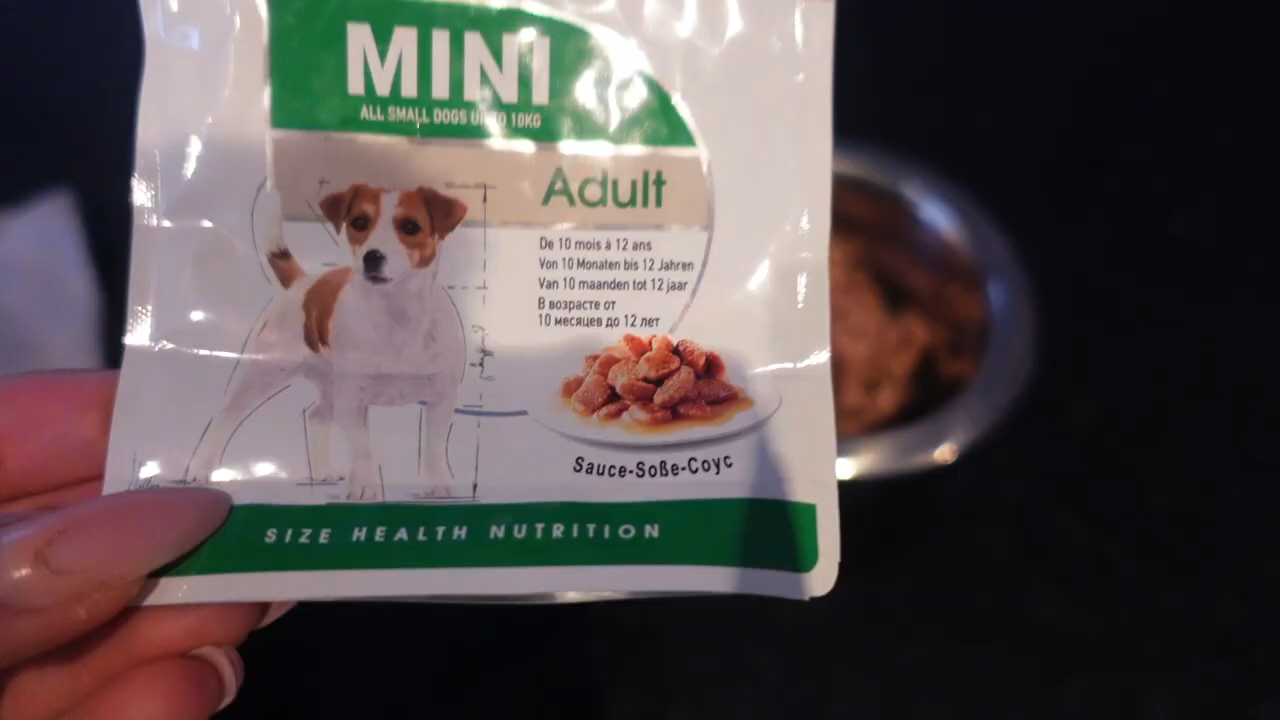 MINI
ALL SMALL DOGS UP TO 10KG
Adult
De 10 mois à 12 ans
Von 10 Monaten bis 12 Jahren
Van 10 maanden tot 12 jaar
В возрасте от
10 месяцев до 12 лет
Sauce-Soße-Соус
SIZE HEALTH NUTRITION